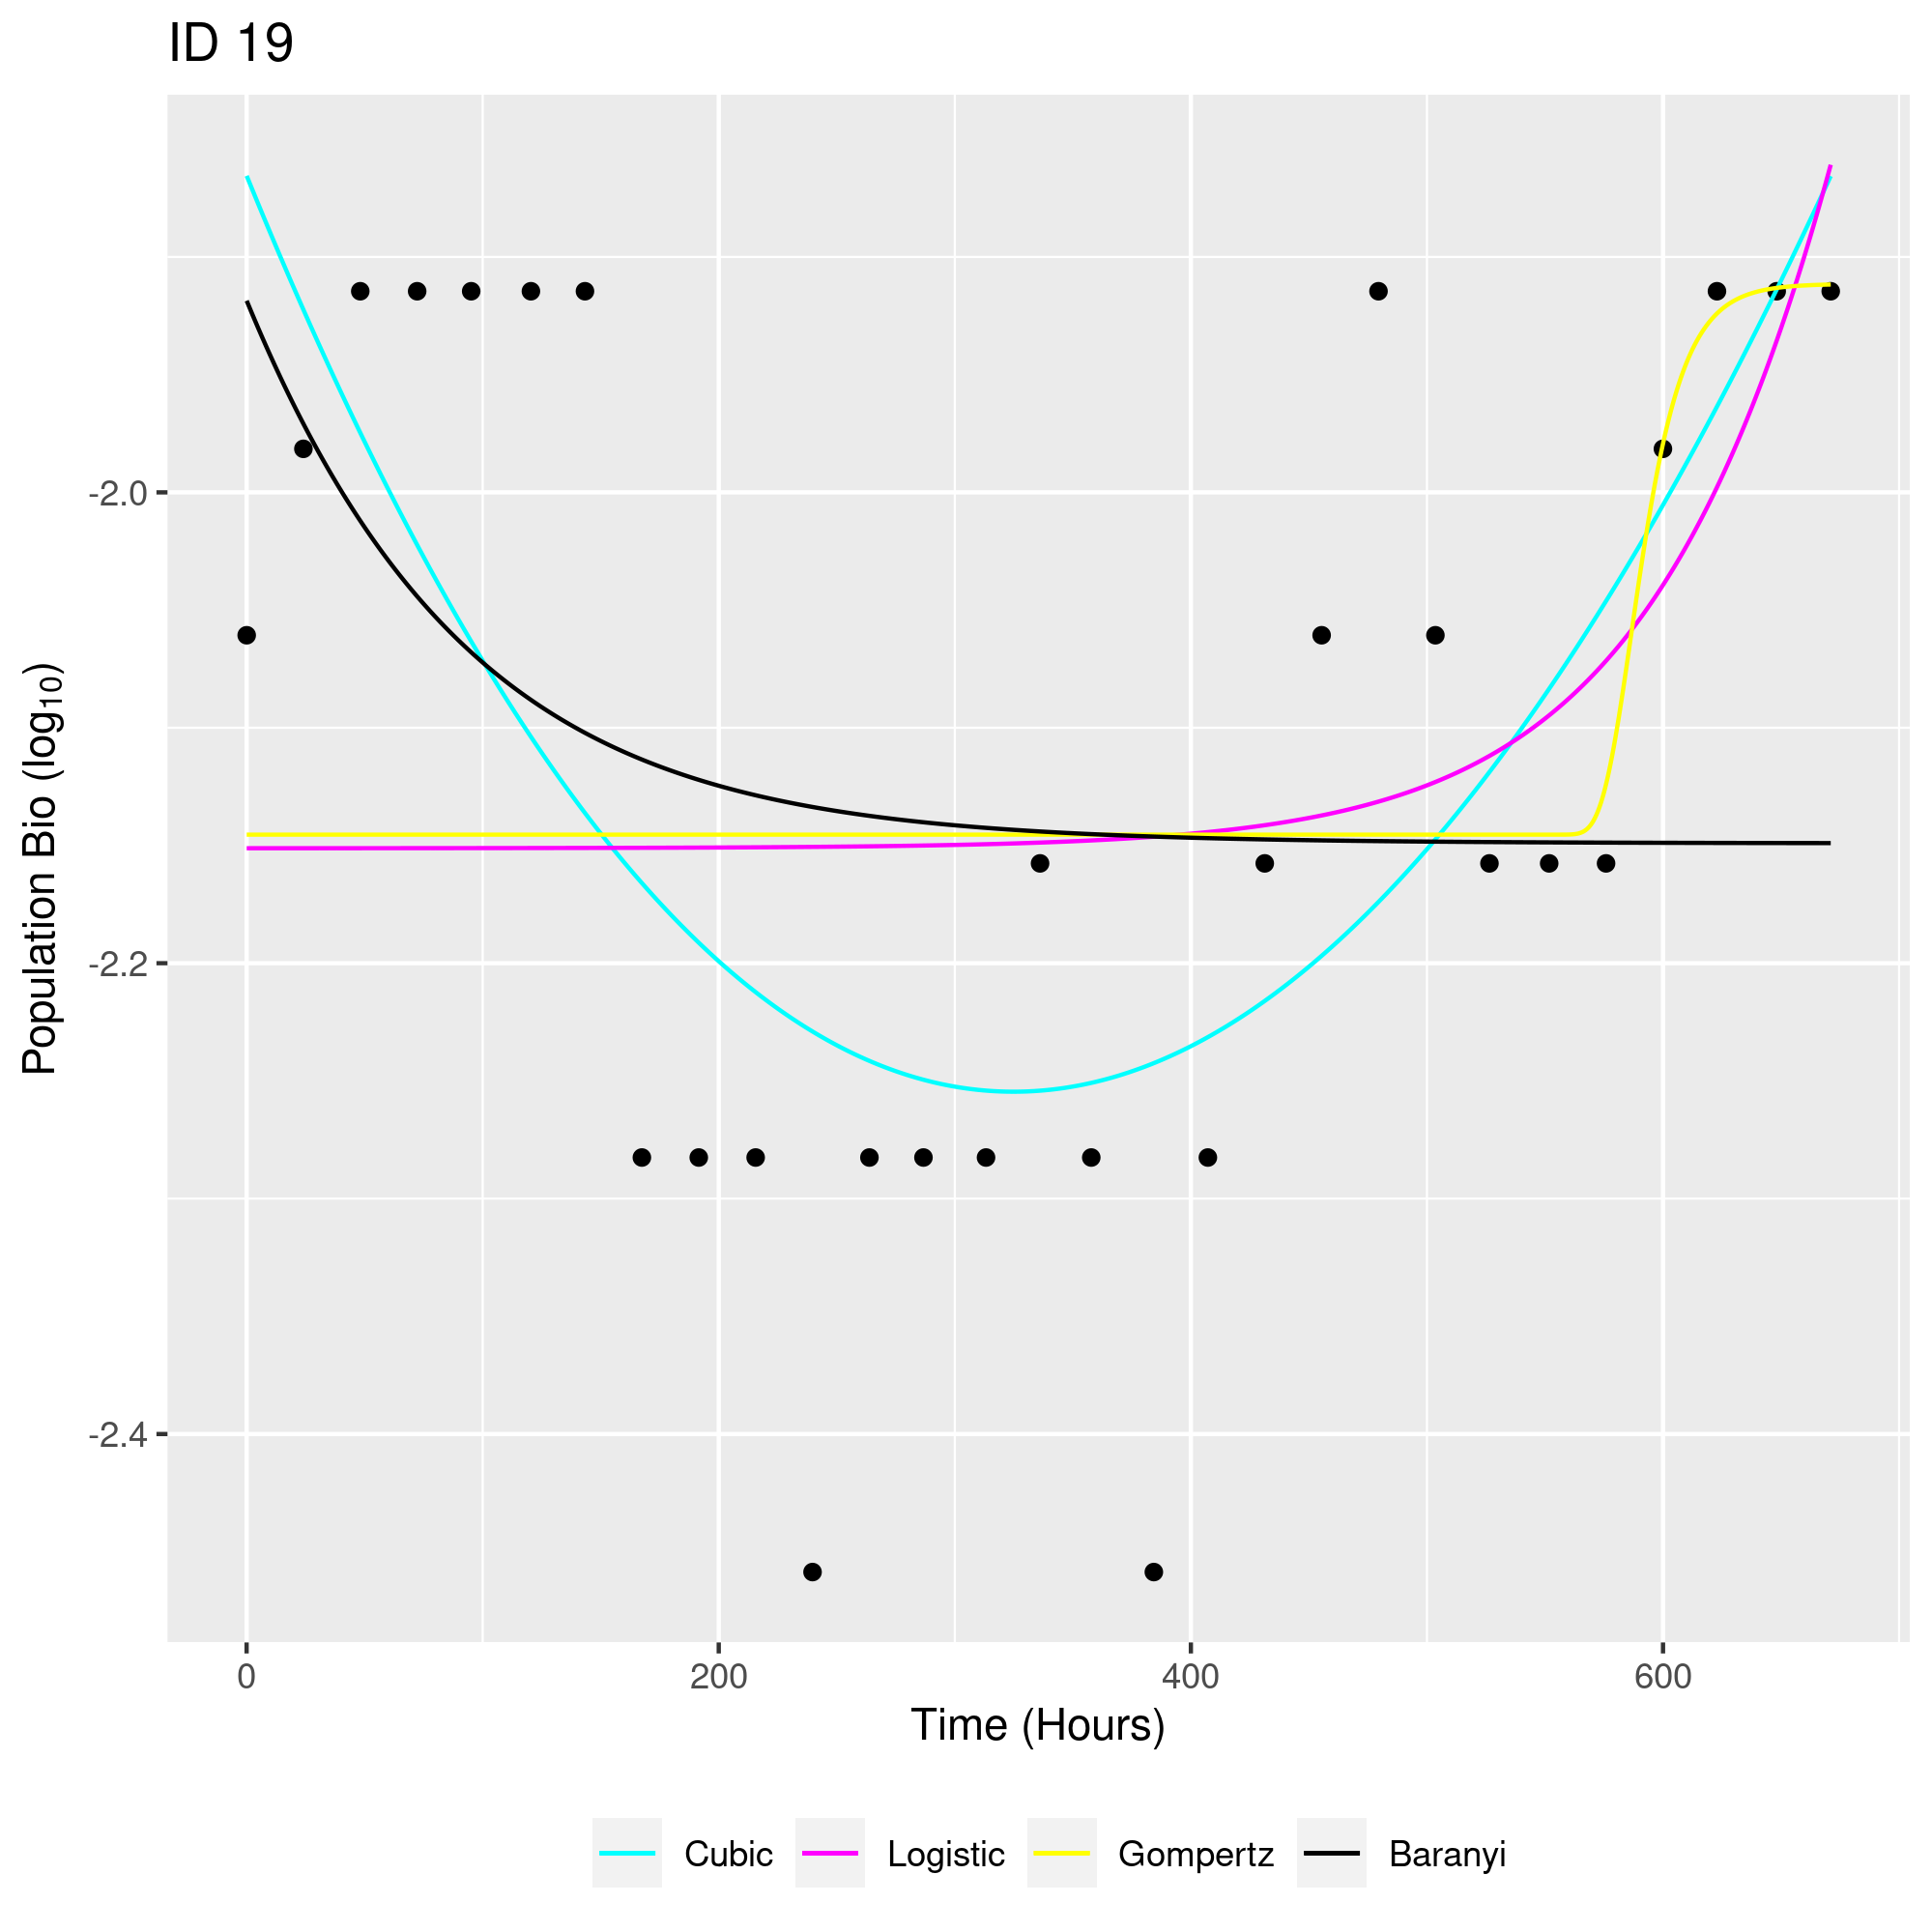 ID 19
Population Bio (log₁₀)
-2.0
-2.2
-2.4
0 200 400 600
Time (Hours)
Cubic Logistic Gompertz Baranyi